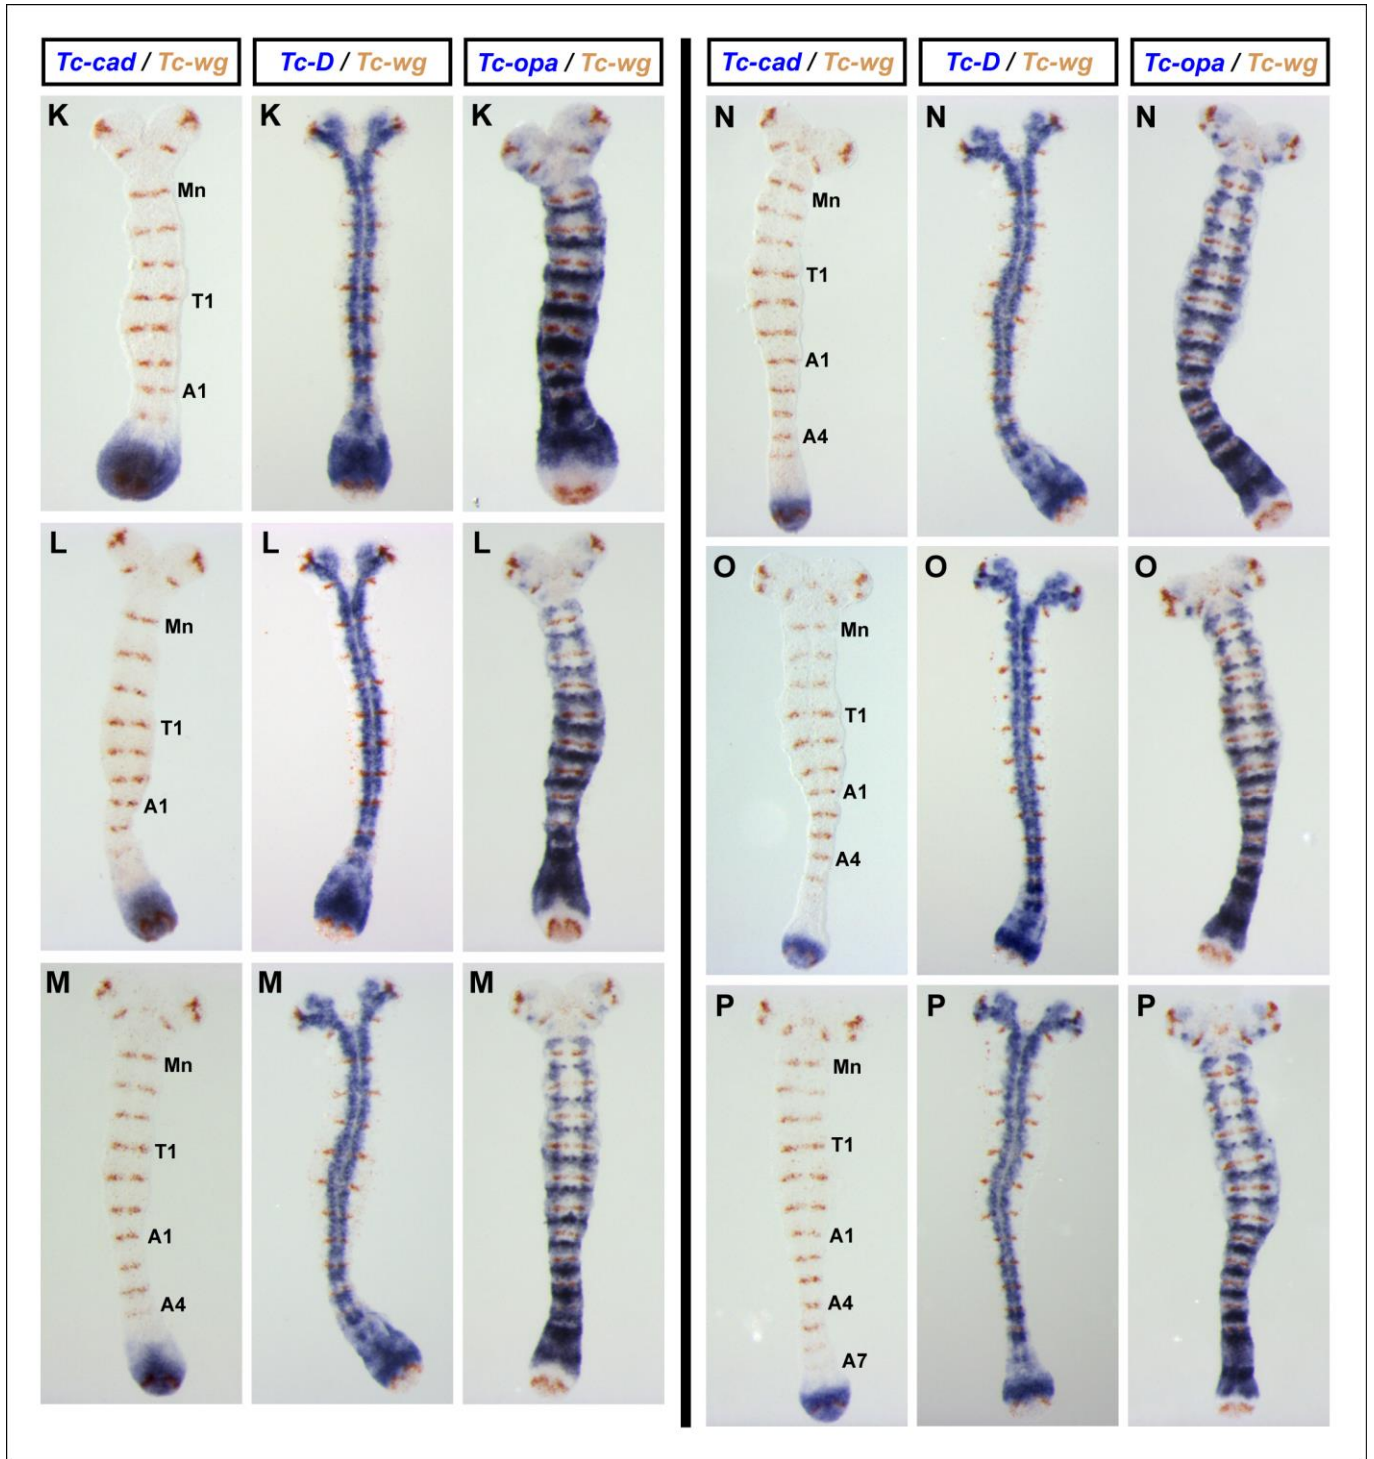 Tc-cad / Tc-wg
Tc-D / Tc-wg
Tc-opa / Tc-wg
Tc-cad / Tc-wg
Tc-D / Tc-wg
Tc-opa / Tc-wg
K
Mn
T1
A1
K
K
N
Mn
T1
A1
A4
N
N
L
Mn
T1
A1
L
L
O
Mn
T1
A1
A4
O
O
M
Mn
T1
A1
A4
M
M
P
Mn
T1
A1
A4
A7
P
P